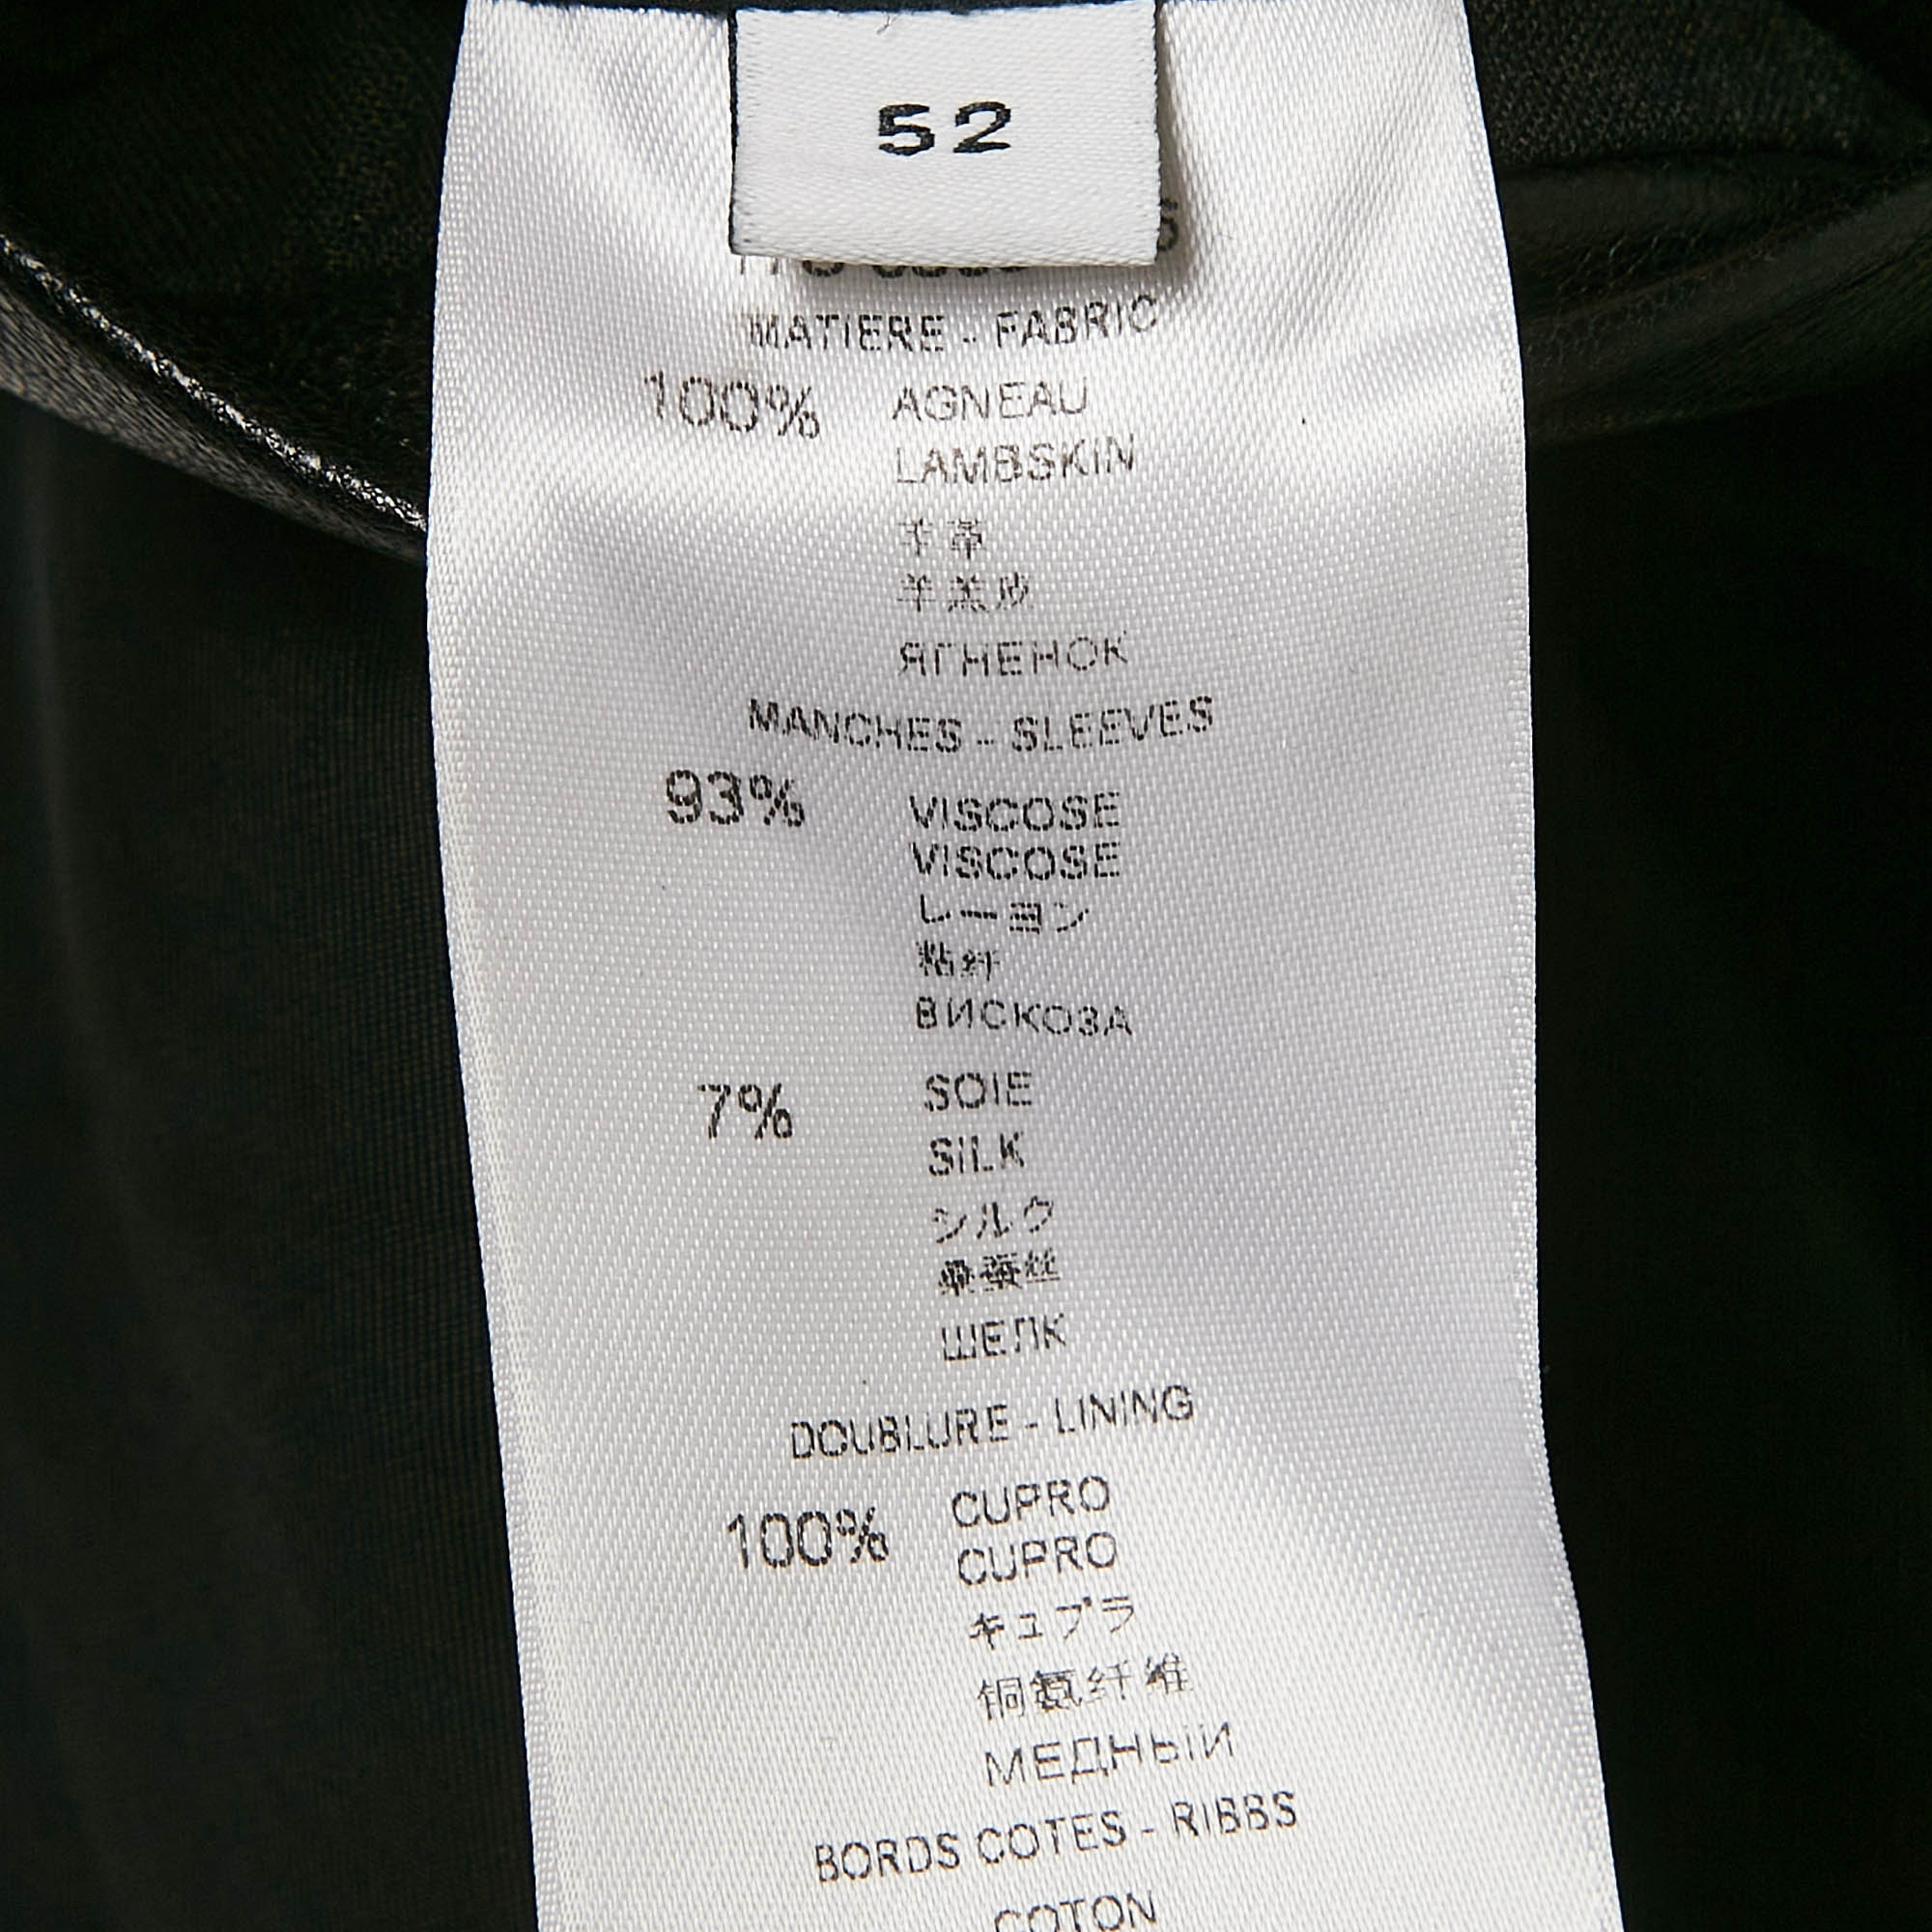 52
MATIERE - FABRIC
100% AGNEAU
LAMBSKIN
羊革
ЯГНЕНОК
MANCHES - SLEEVES
93% VISCOSE
VISCOSE
レーヨン
粘纤
ВИСКОЗА
7% SOIE
SILK
シルク
桑蚕丝
ШЕЛК
DOUBLURE - LINING
100% CUPRO
CUPRO
キュプラ
铜氨纤维
МЕДНЫЙ
BORDS COTES - RIBBS
COTON